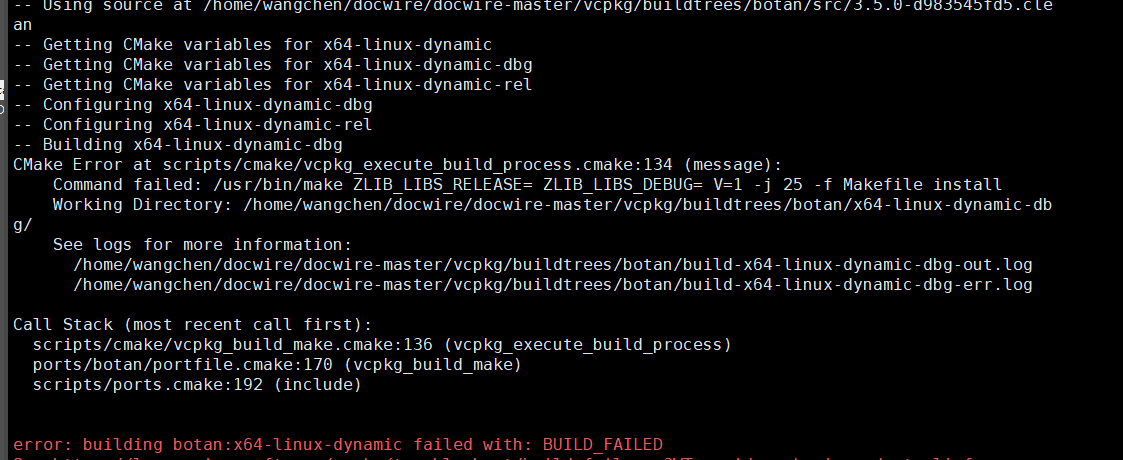 -- Using source at /home/wangchen/docwire/docwire-master/vcpkg/buildtrees/botan/src/3.5.0-d983545fd5.cle
an
-- Getting CMake variables for x64-linux-dynamic
-- Getting CMake variables for x64-linux-dynamic-dbg
-- Getting CMake variables for x64-linux-dynamic-rel
-- Configuring x64-linux-dynamic-dbg
-- Configuring x64-linux-dynamic-rel
-- Building x64-linux-dynamic-dbg
CMake Error at scripts/cmake/vcpkg_execute_build_process.cmake:134 (message):
    Command failed: /usr/bin/make ZLIB_LIBS_RELEASE= ZLIB_LIBS_DEBUG= V=1 -j 25 -f Makefile install
    Working Directory: /home/wangchen/docwire/docwire-master/vcpkg/buildtrees/botan/x64-linux-dynamic-db
g/
    See logs for more information:
      /home/wangchen/docwire/docwire-master/vcpkg/buildtrees/botan/build-x64-linux-dynamic-dbg-out.log
      /home/wangchen/docwire/docwire-master/vcpkg/buildtrees/botan/build-x64-linux-dynamic-dbg-err.log
Call Stack (most recent call first):
  scripts/cmake/vcpkg_build_make.cmake:136 (vcpkg_execute_build_process)
  ports/botan/portfile.cmake:170 (vcpkg_build_make)
  scripts/ports.cmake:192 (include)
error: building botan:x64-linux-dynamic failed with: BUILD_FAILED